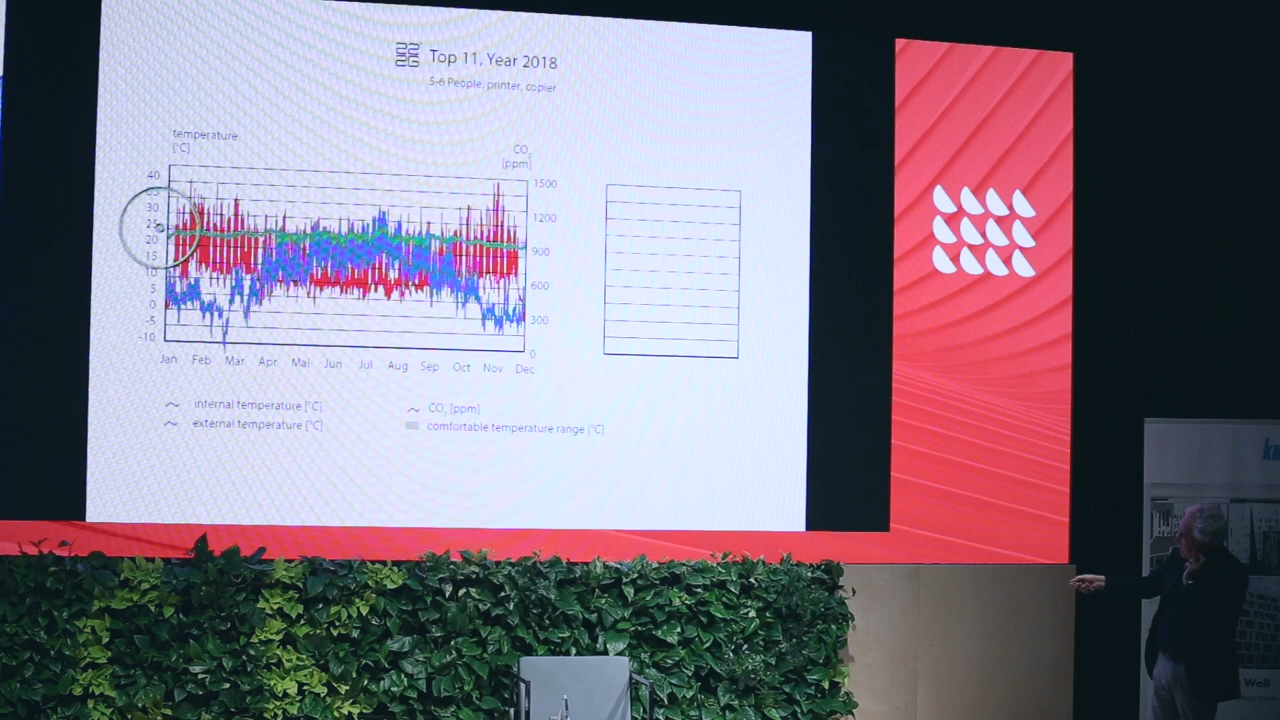 22 26
Top 11, Year 2018
5-6 People, printer, copier
temperature
[°C]
CO2
[ppm]
40
35
30
25
20
15
10
5
0
-5
-10
1500
1200
900
600
300
0
Jan Feb Mar Apr Mai Jun Jul Aug Sep Oct Nov Dec
internal temperature [°C]
external temperature [°C]
CO2 [ppm]
comfortable temperature range [°C]
Wall